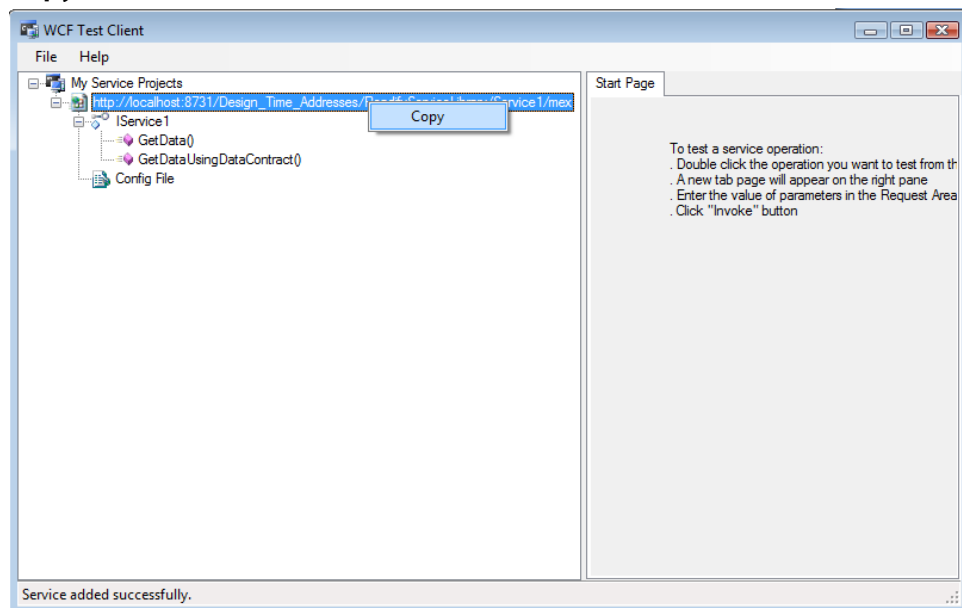 WCF Test Client
File Help
My Service Projects
http://localhost:8731/Design_Time_Addresses/ /Service1/mex
Copy
IService1
GetData()
GetDataUsingDataContract()
Config File
Start Page
To test a service operation:
. Double click the operation you want to test from th
. A new tab page will appear on the right pane
. Enter the value of parameters in the Request Area
. Click "Invoke" button
Service added successfully.